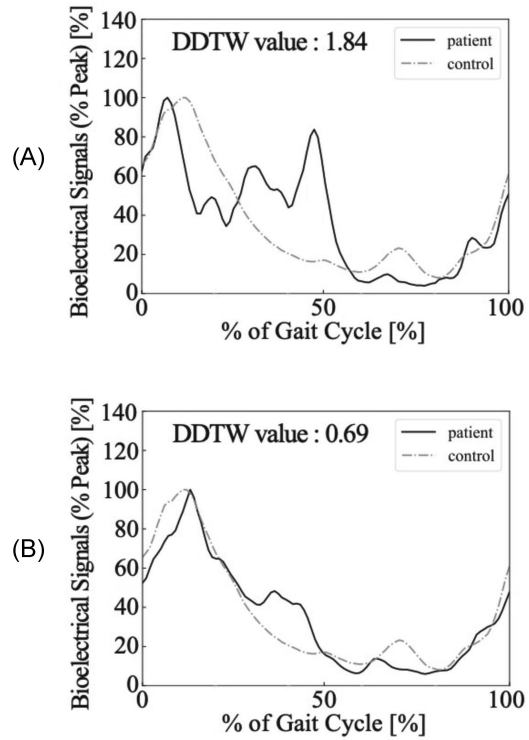 (A)
Bioelectrical Signals (% Peak) [%]
140
120
100
80
60
40
20
0
DDTW value : 1.84
patient
control
0
50
100
% of Gait Cycle [%]
(B)
Bioelectrical Signals (% Peak) [%]
140
120
100
80
60
40
20
0
DDTW value : 0.69
patient
control
0
50
100
% of Gait Cycle [%]